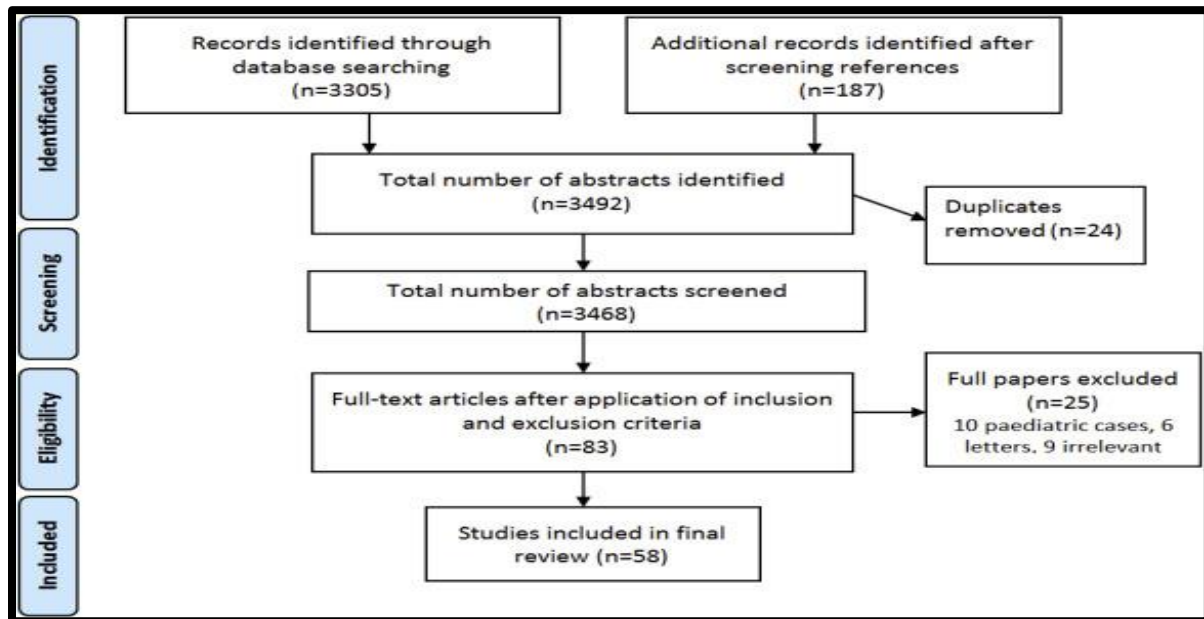 Identification
Records identified through
database searching
(n=3305)
Additional records identified after
screening references
(n=187)
Total number of abstracts identified
(n=3492)
Duplicates
removed (n=24)
Screening
Total number of abstracts screened
(n=3468)
Eligibility
Full-text articles after application of inclusion
and exclusion criteria
(n=83)
Full papers excluded
(n=25)
10 paediatric cases, 6
letters, 9 irrelevant
Included
Studies included in final
review (n=58)